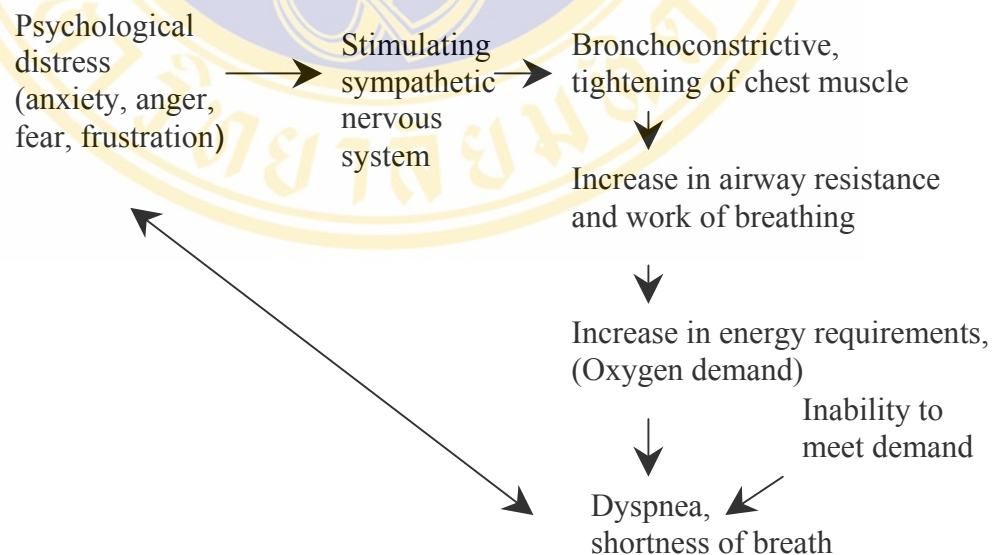 Psychological
distress
(anxiety, anger,
fear, frustration)
Stimulating
sympathetic
nervous
system
Bronchoconstrictive,
tightening of chest muscle
Increase in airway resistance
and work of breathing
Increase in energy requirements,
(Oxygen demand)
Inability to
meet demand
Dyspnea,
shortness of breath